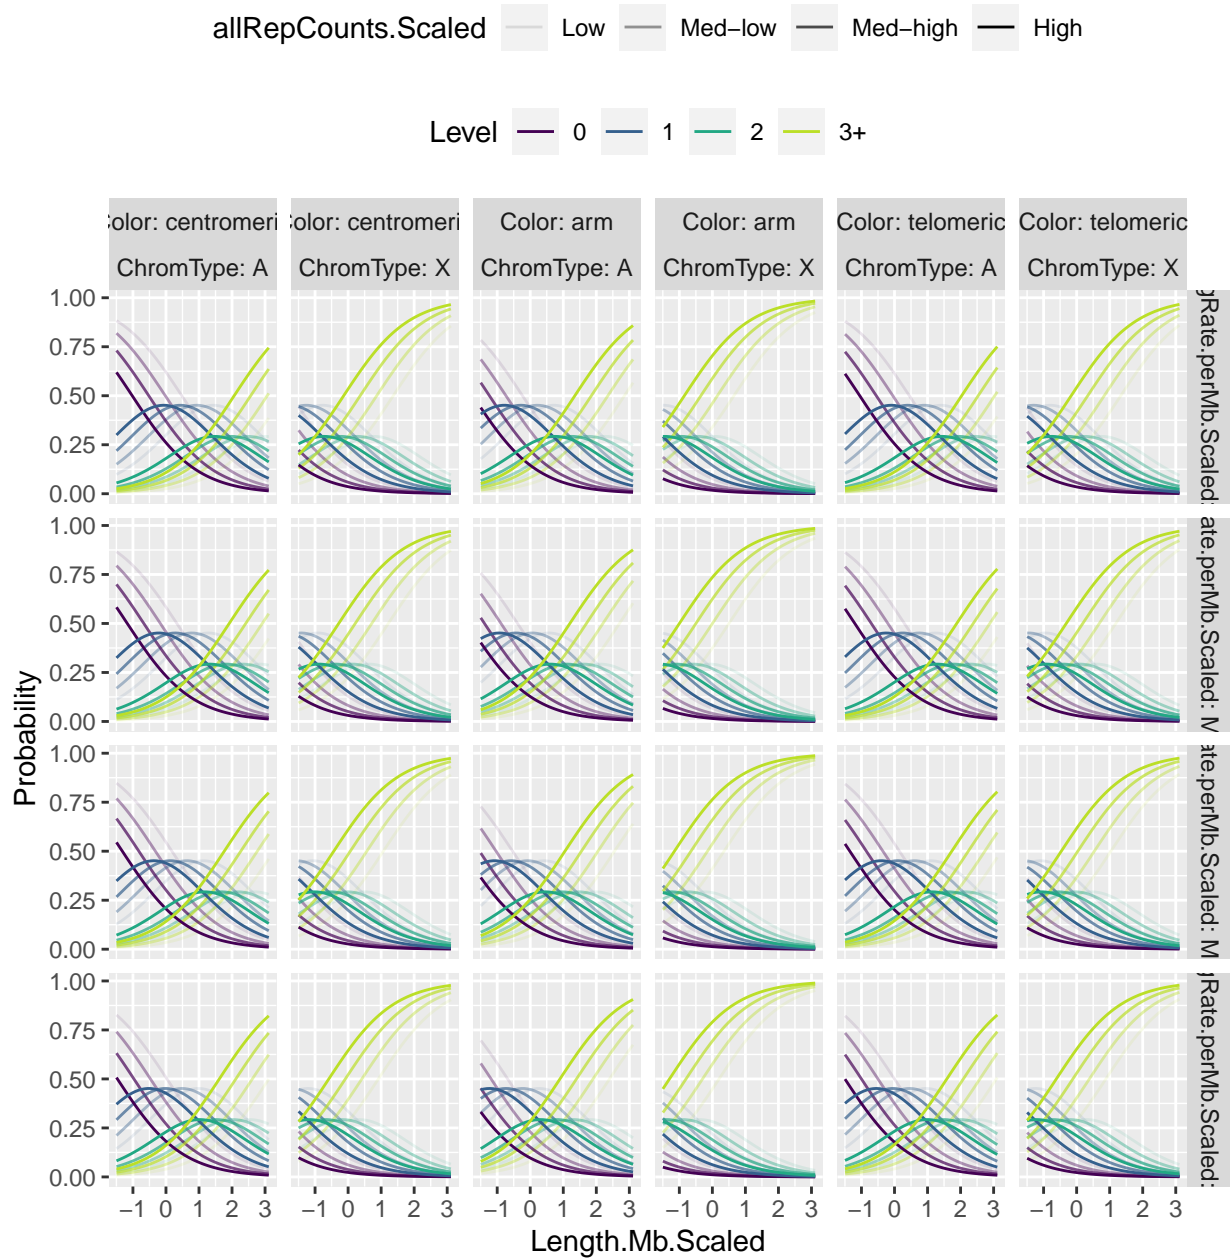 allRepCounts.Scaled Low Med−low Med−high High
Level 0 1 2 3+
Color: centromeri Color: centromeri Color: arm Color: arm Color: telomeric Color: telomeric
ChromType: A ChromType: X ChromType: A ChromType: X ChromType: A ChromType: X
1.00
0.75
0.50
0.25
0.00
gRate.perMb.Scaled:
1.00
0.75
0.50
0.25
0.00
ate.perMb.Scaled: M
1.00
0.75
0.50
0.25
0.00
ate.perMb.Scaled: M
1.00
0.75
0.50
0.25
0.00
gRate.perMb.Scaled:
Probability
−1 0 1 2 3 −1 0 1 2 3 −1 0 1 2 3 −1 0 1 2 3 −1 0 1 2 3 −1 0 1 2 3
Length.Mb.Scaled